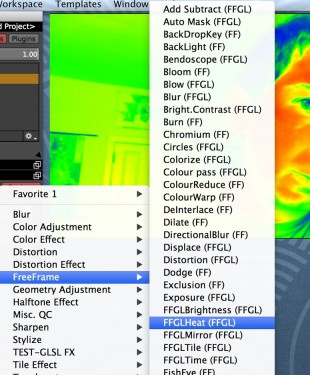 orkspace Templates Window
d Project>
s Plugins
1.00
Favorite 1
Blur
Color Adjustment
Color Effect
Distortion
Distortion Effect
FreeFrame
Geometry Adjustment
Halftone Effect
Misc. QC
Sharpen
Stylize
TEST-GLSL FX
Tile Effect
Add Subtract (FFGL)
Auto Mask (FFGL)
BackDropKey (FF)
BackLight (FF)
Bendoscope (FFGL)
Bloom (FF)
Blow (FFGL)
Blur (FFGL)
Bright.Contrast (FFGL)
Burn (FF)
Chromium (FF)
Circles (FFGL)
Colorize (FFGL)
Colour pass (FFGL)
ColourReduce (FF)
ColourWarp (FF)
DeInterlace (FF)
Dilate (FF)
DirectionalBlur (FF)
Displace (FFGL)
Distortion (FFGL)
Dodge (FF)
Exclusion (FF)
Exposure (FFGL)
FFGLBrightness (FFGL)
FFGLHeat (FFGL)
FFGLMirror (FFGL)
FFGLTile (FFGL)
FFGLTime (FFGL)
FishEye (FF)